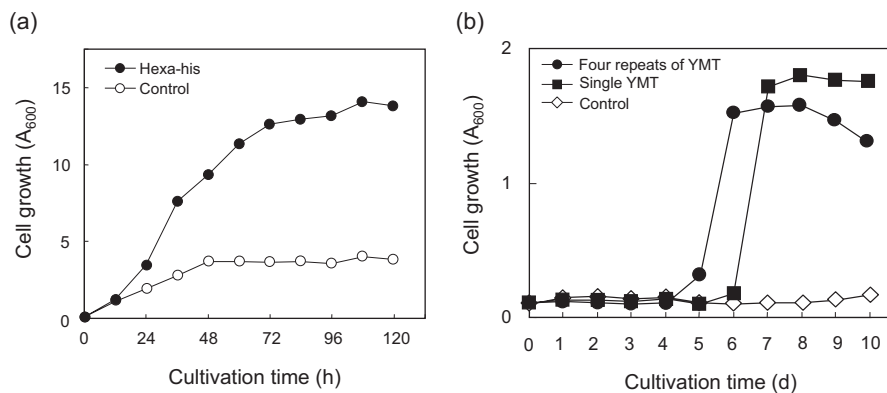 (a)
15
10
5
0
Cell growth (A600)
Hexa-his
Control
0 24 48 72 96 120
Cultivation time (h)
(b)
2
1
0
Cell growth (A600)
Four repeats of YMT
Single YMT
Control
0 1 2 3 4 5 6 7 8 9 10
Cultivation time (d)